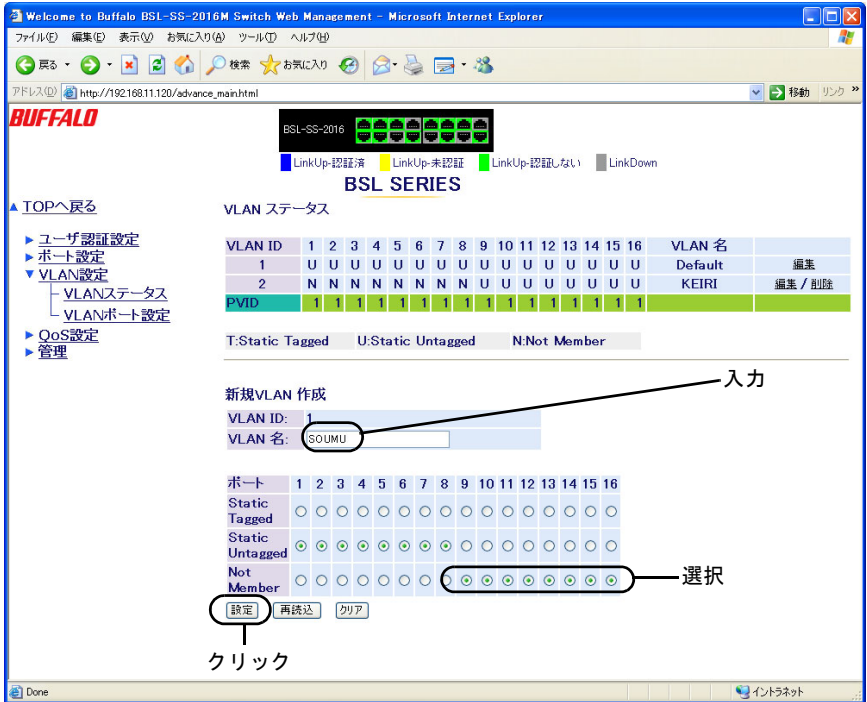 Welcome to Buffalo BSL-SS-2016M Switch Web Management - Microsoft Internet Explorer
ファイル(F) 編集(E) 表示(V) お気に入り(A) ツール(T) ヘルプ(H)
戻る 検索 お気に入り
アドレス(D) http://192.168.11.120/advance_main.html 移動 リンク »
BUFFALO
BSL-SS-2016
LinkUp-認証済 LinkUp-未認証 LinkUp-認証しない LinkDown
BSL SERIES
TOPへ戻る
ユーザ認証設定
ポート設定
VLAN設定
VLANステータス
VLANポート設定
QoS設定
管理
VLAN ステータス
VLAN ID 1 2 3 4 5 6 7 8 9 10 11 12 13 14 15 16 VLAN 名
1 U U U U U U U U U U U U U U U U Default 編集
2 N N N N N N N N U U U U U U U U KEIRI 編集 / 削除
PVID 1 1 1 1 1 1 1 1 1 1 1 1 1 1 1 1
T:Static Tagged U:Static Untagged N:Not Member
新規VLAN 作成
入力
VLAN ID: 1
VLAN 名: SOUMU
ポート 1 2 3 4 5 6 7 8 9 10 11 12 13 14 15 16
Static
Tagged
Static
Untagged
Not
Member
選択
設定 再読込 クリア
クリック
Done イントラネット